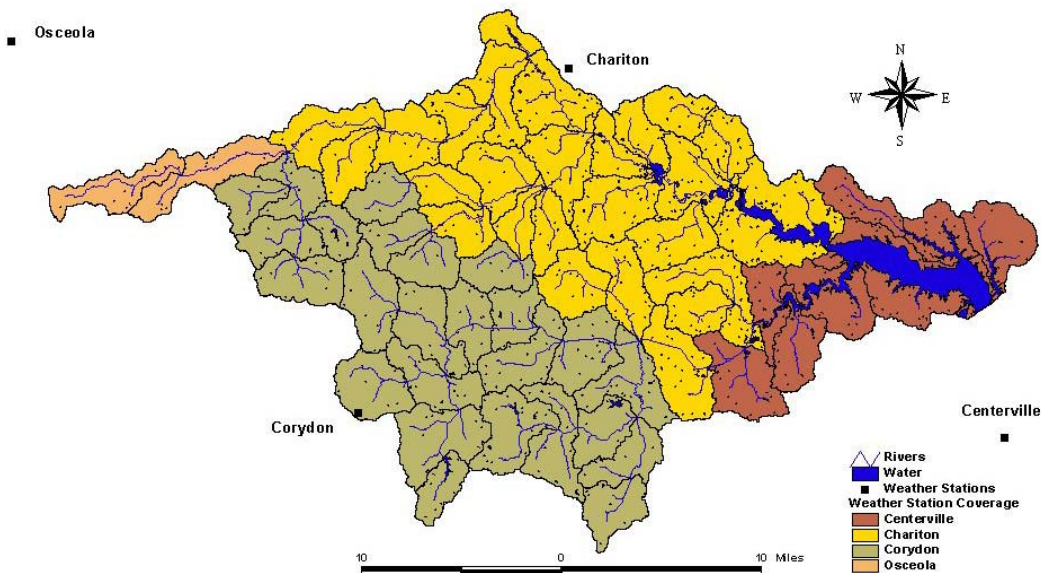 Osceola
Chariton
N
W E
S
Corydon
Centerville
Rivers
Water
Weather Stations
Weather Station Coverage
Centerville
Chariton
Corydon
Osceola
10 0 10 Miles